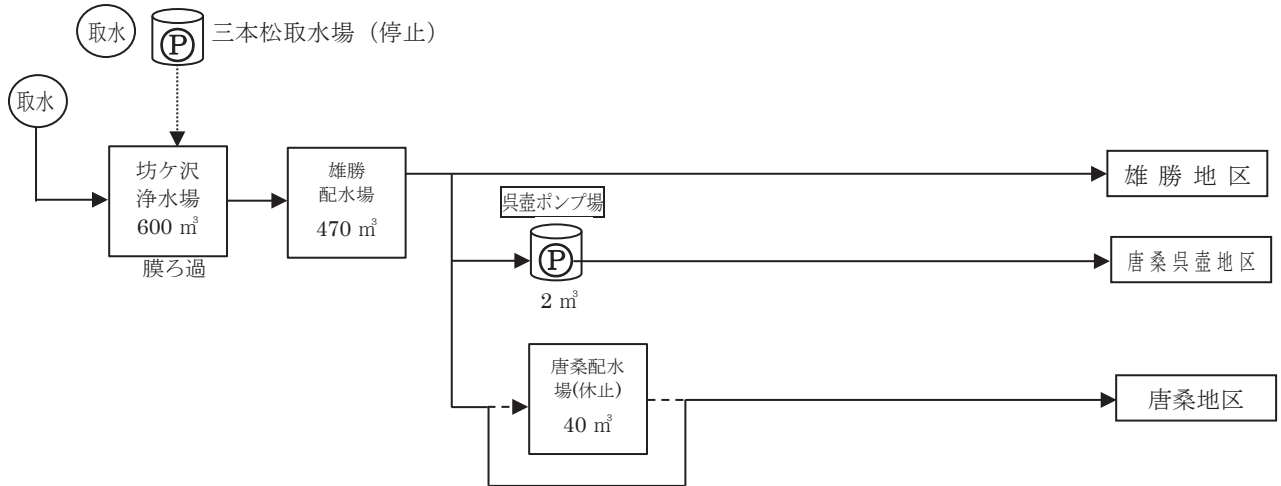 取水
P
三本松取水場（停止）
取水
坊ケ沢
浄水場
600 ㎥
膜ろ過
雄勝
配水場
470 ㎥
雄勝地区
呉壺ポンプ場
P
2 ㎥
唐桑呉壺地区
唐桑配水
場(休止)
40 ㎥
唐桑地区